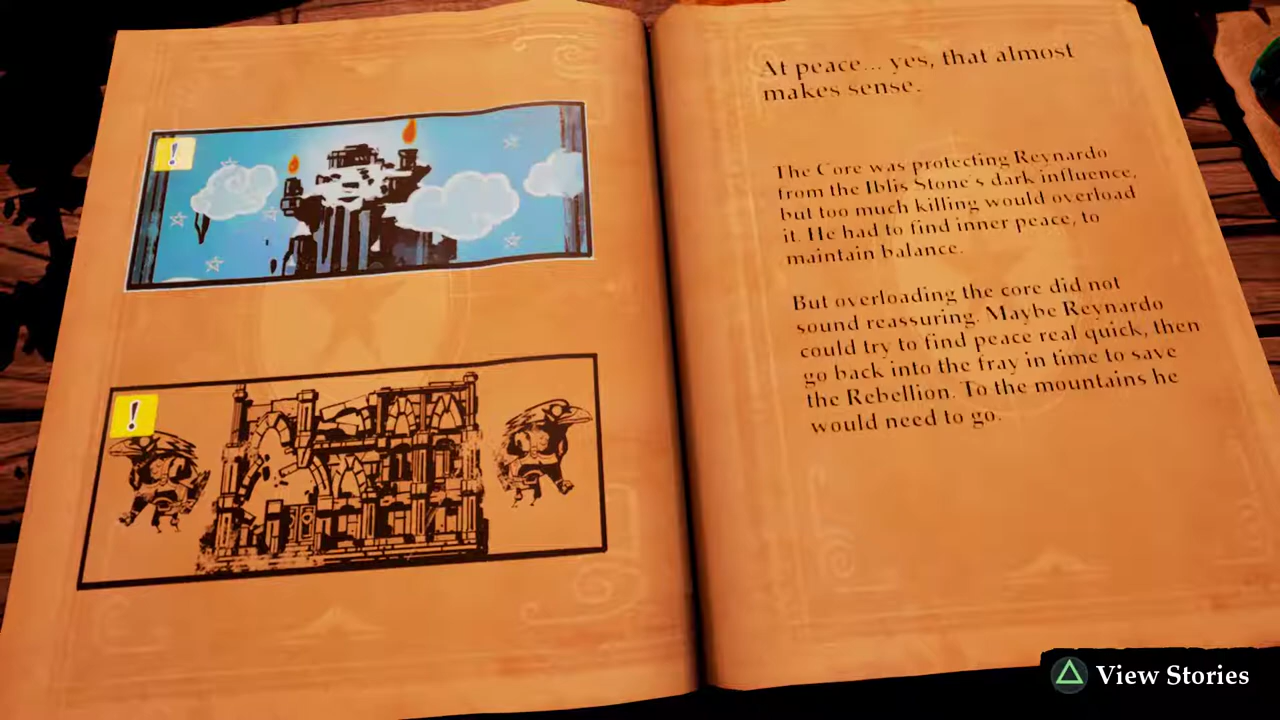 At peace... yes, that almost
makes sense.
The Core was protecting Reynardo
from the Iblis Stone's dark influence,
but too much killing would overload
it. He had to find inner peace, to
maintain balance.
But overloading the core did not
sound reassuring. Maybe Reynardo
could try to find peace real quick, then
go back into the fray in time to save
the Rebellion. To the mountains he
would need to go.
!
!
View Stories